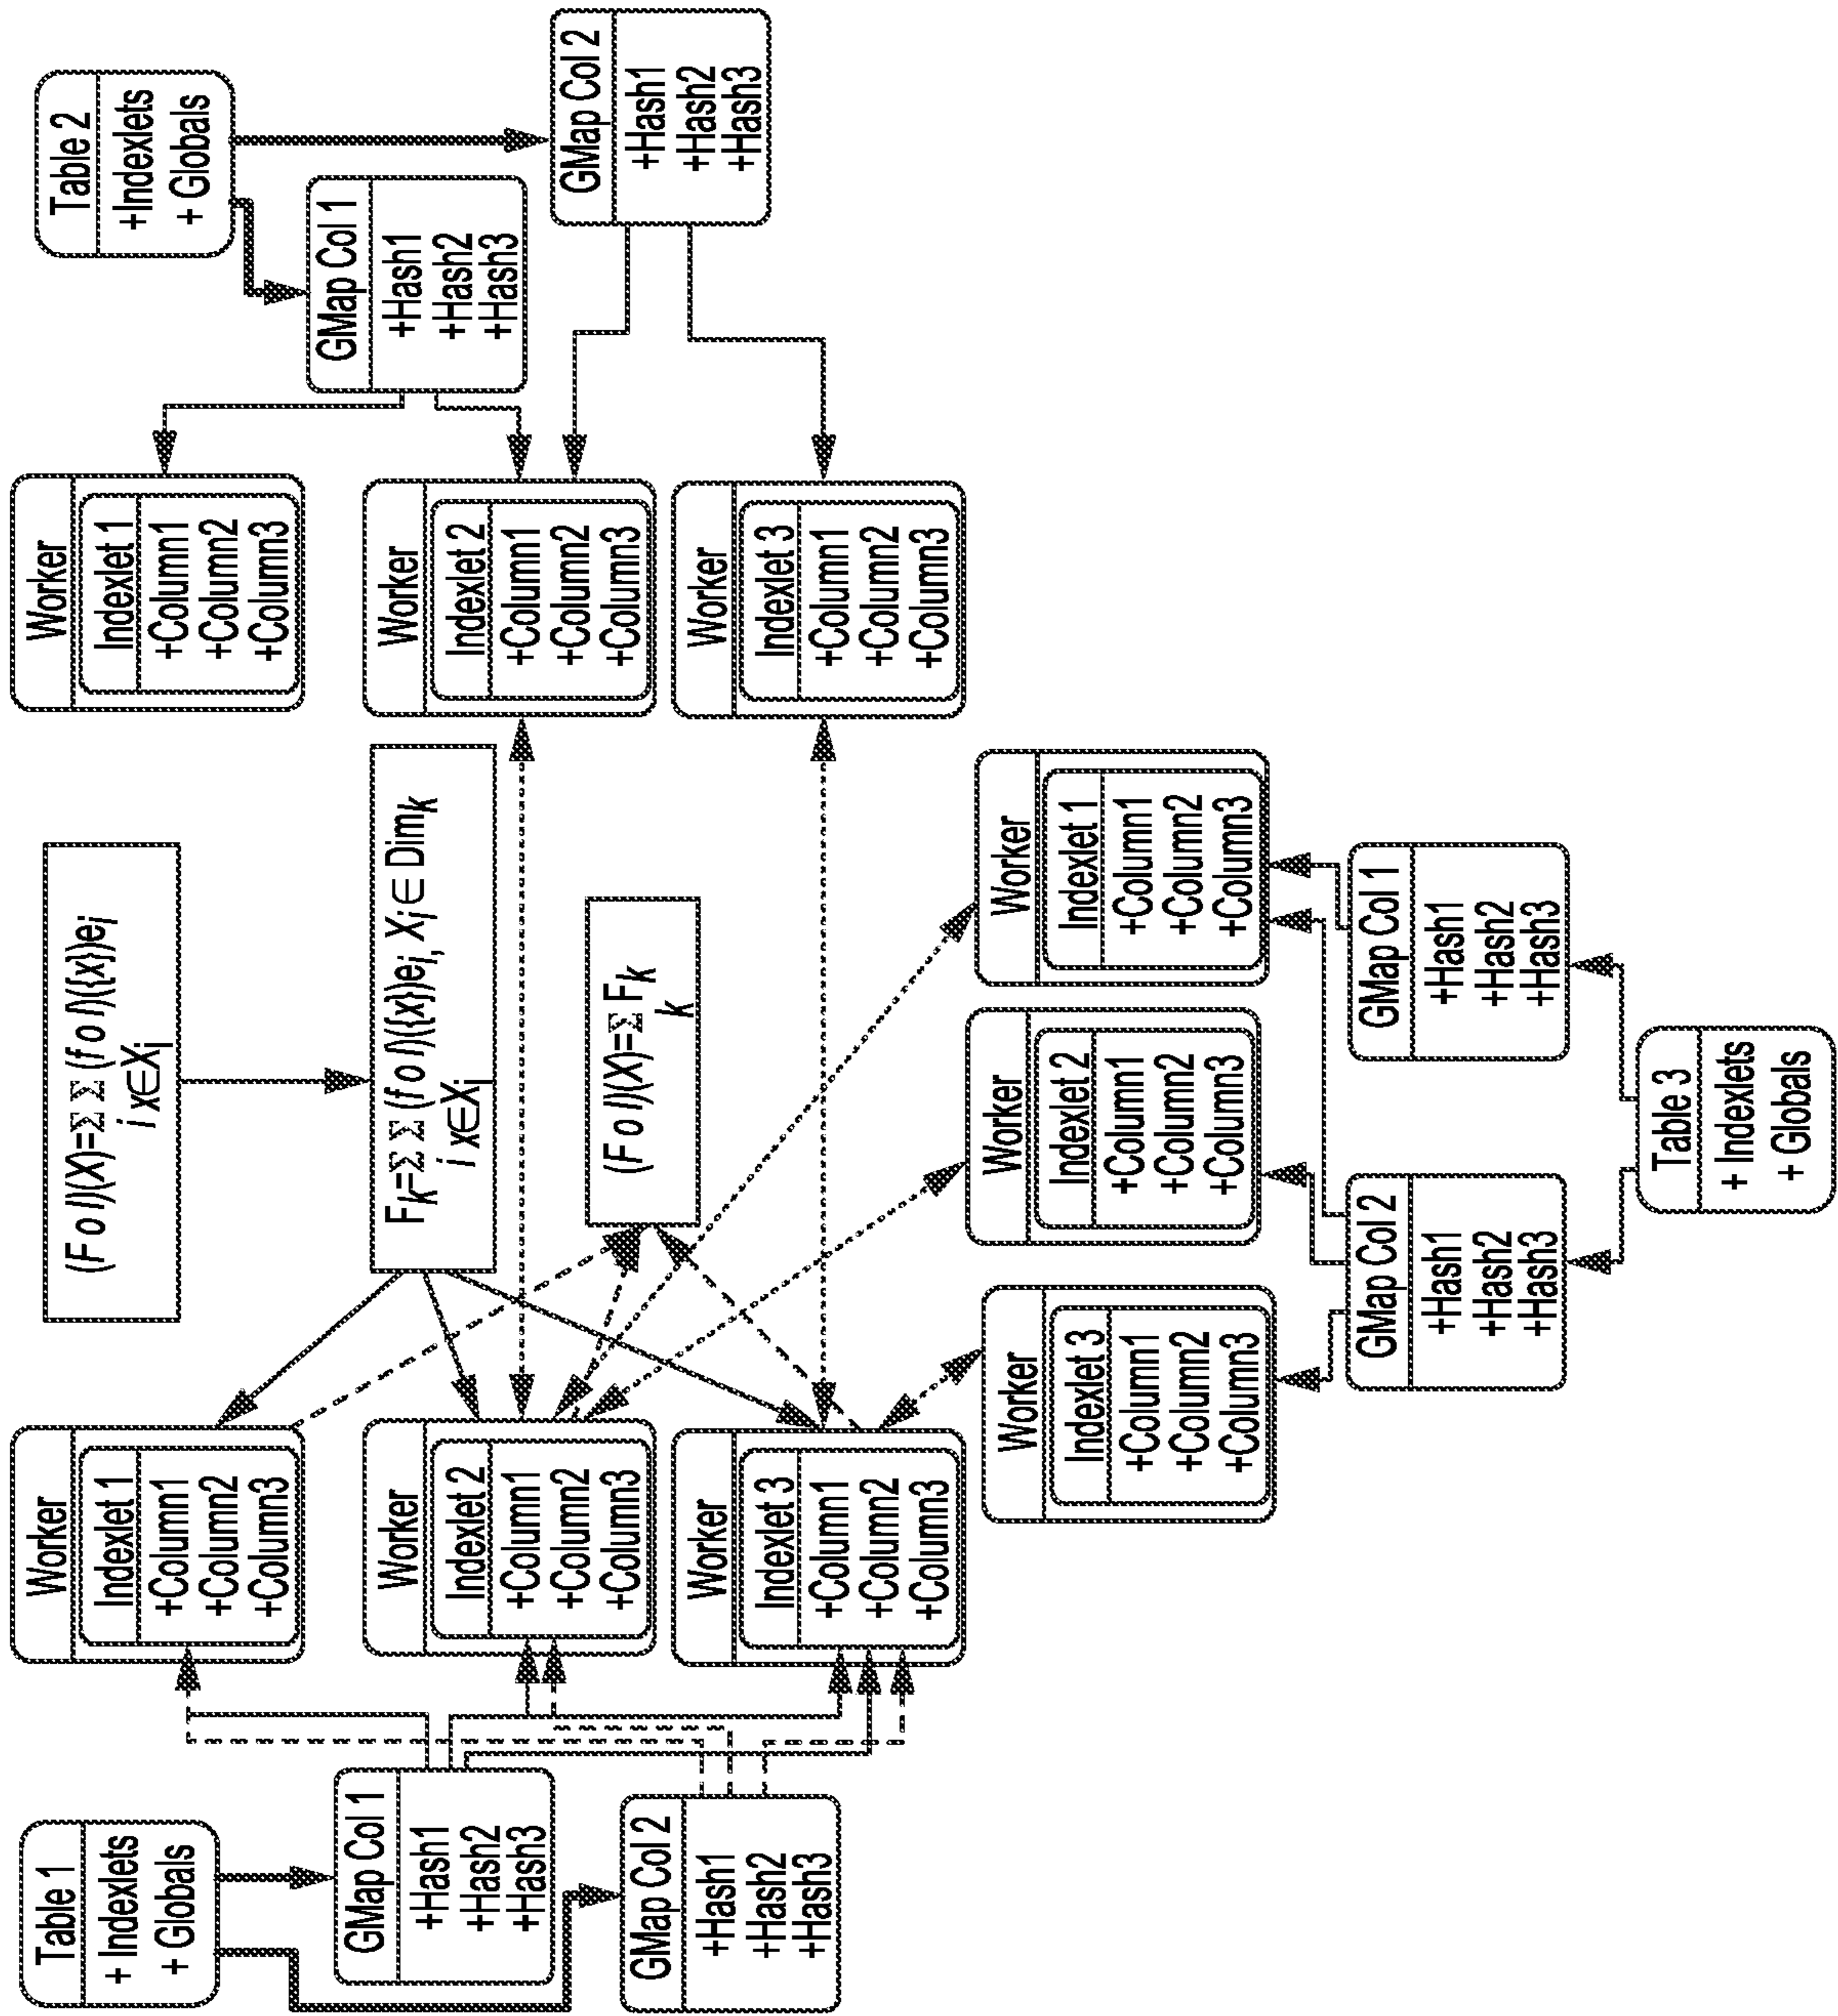 Table 1
+ Indexlets
+ Globals
GMap Col 1
+Hash1
+Hash2
+Hash3
GMap Col 2
+Hash1
+Hash2
+Hash3
Worker
Indexlet 1
+Column1
+Column2
+Column3
Worker
Indexlet 2
+Column1
+Column2
+Column3
Worker
Indexlet 3
+Column1
+Column2
+Column3
(F o I)(X)=Σ Σ (f o I)({x})e_i
i x∈X_i
F_k=Σ Σ (f o I)({x})e_i, X_i ∈ Dim_k
i x∈X_i
(F o I)(X)=Σ F_k
k
Worker
Indexlet 1
+Column1
+Column2
+Column3
Worker
Indexlet 2
+Column1
+Column2
+Column3
Worker
Indexlet 3
+Column1
+Column2
+Column3
Table 2
+Indexlets
+ Globals
GMap Col 1
+Hash1
+Hash2
+Hash3
GMap Col 2
+Hash1
+Hash2
+Hash3
Worker
Indexlet 3
+Column1
+Column2
+Column3
Worker
Indexlet 2
+Column1
+Column2
+Column3
Worker
Indexlet 1
+Column1
+Column2
+Column3
GMap Col 2
+Hash1
+Hash2
+Hash3
GMap Col 1
+Hash1
+Hash2
+Hash3
Table 3
+ Indexlets
+ Globals